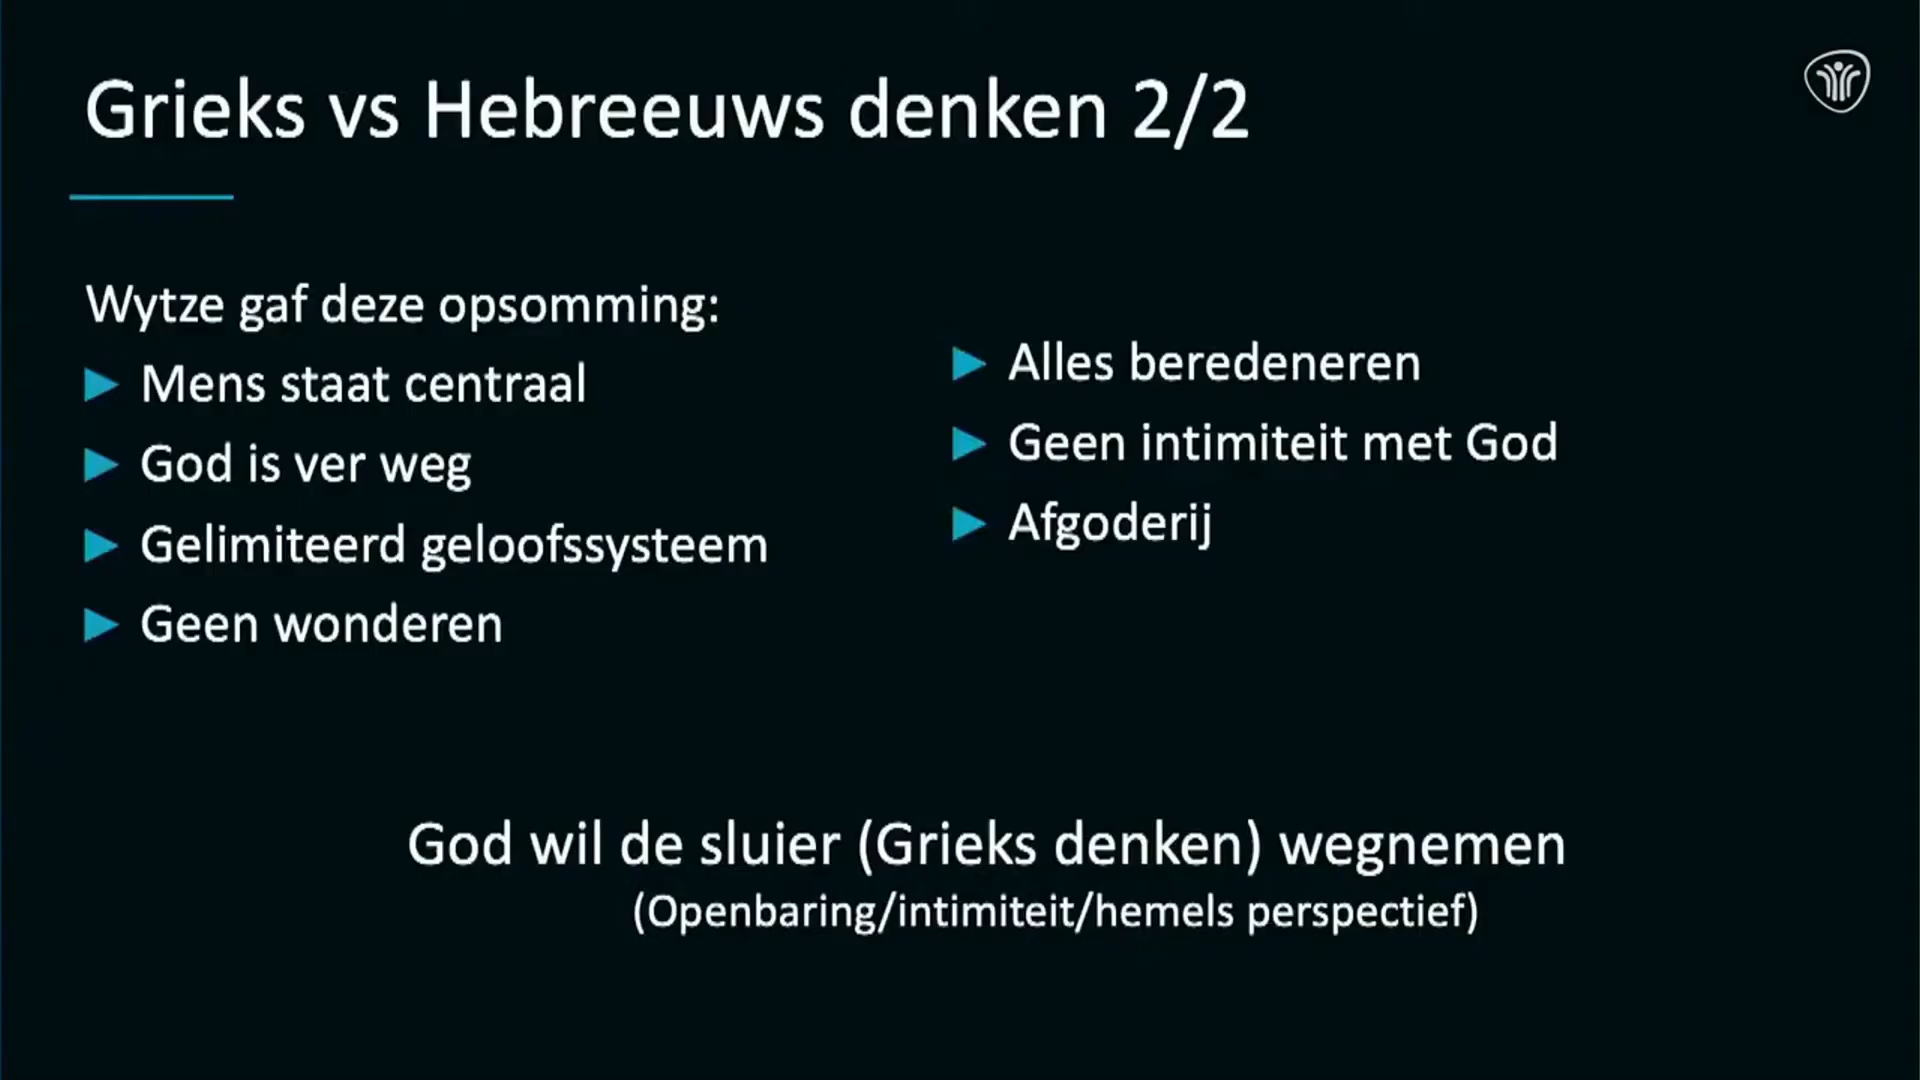 Grieks vs Hebreeuws denken 2/2
Wytze gaf deze opsomming:
Mens staat centraal
God is ver weg
Gelimiteerd geloofssysteem
Geen wonderen
Alles beredeneren
Geen intimiteit met God
Afgoderij
God wil de sluier (Grieks denken) wegnemen
(Openbaring/intimiteit/hemels perspectief)